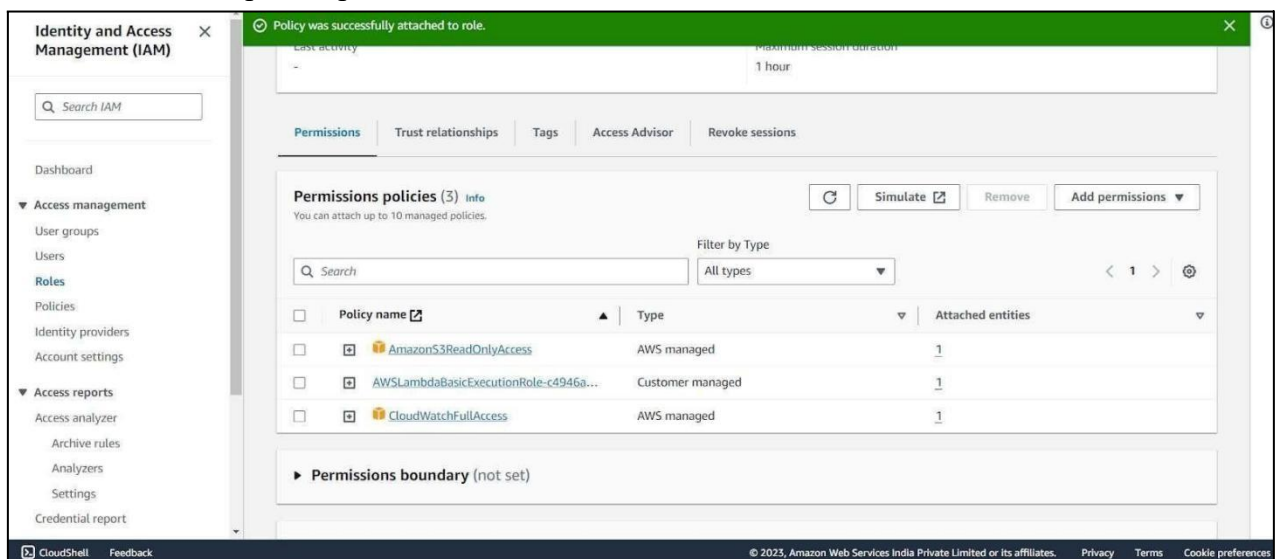 Identity and Access
Management (IAM)
Search IAM
Dashboard
Access management
User groups
Users
Roles
Policies
Identity providers
Account settings
Access reports
Access analyzer
Archive rules
Analyzers
Settings
Credential report
Policy was successfully attached to role.
Last activity
-
Maximum session duration
1 hour
Permissions Trust relationships Tags Access Advisor Revoke sessions
Permissions policies (3) Info
You can attach up to 10 managed policies.
Simulate Remove Add permissions
Filter by Type
Search All types 1
Policy name Type Attached entities
AmazonS3ReadOnlyAccess AWS managed 1
AWSLambdaBasicExecutionRole-c4946a... Customer managed 1
CloudWatchFullAccess AWS managed 1
Permissions boundary (not set)
CloudShell Feedback © 2023, Amazon Web Services India Private Limited or its affiliates. Privacy Terms Cookie preferences